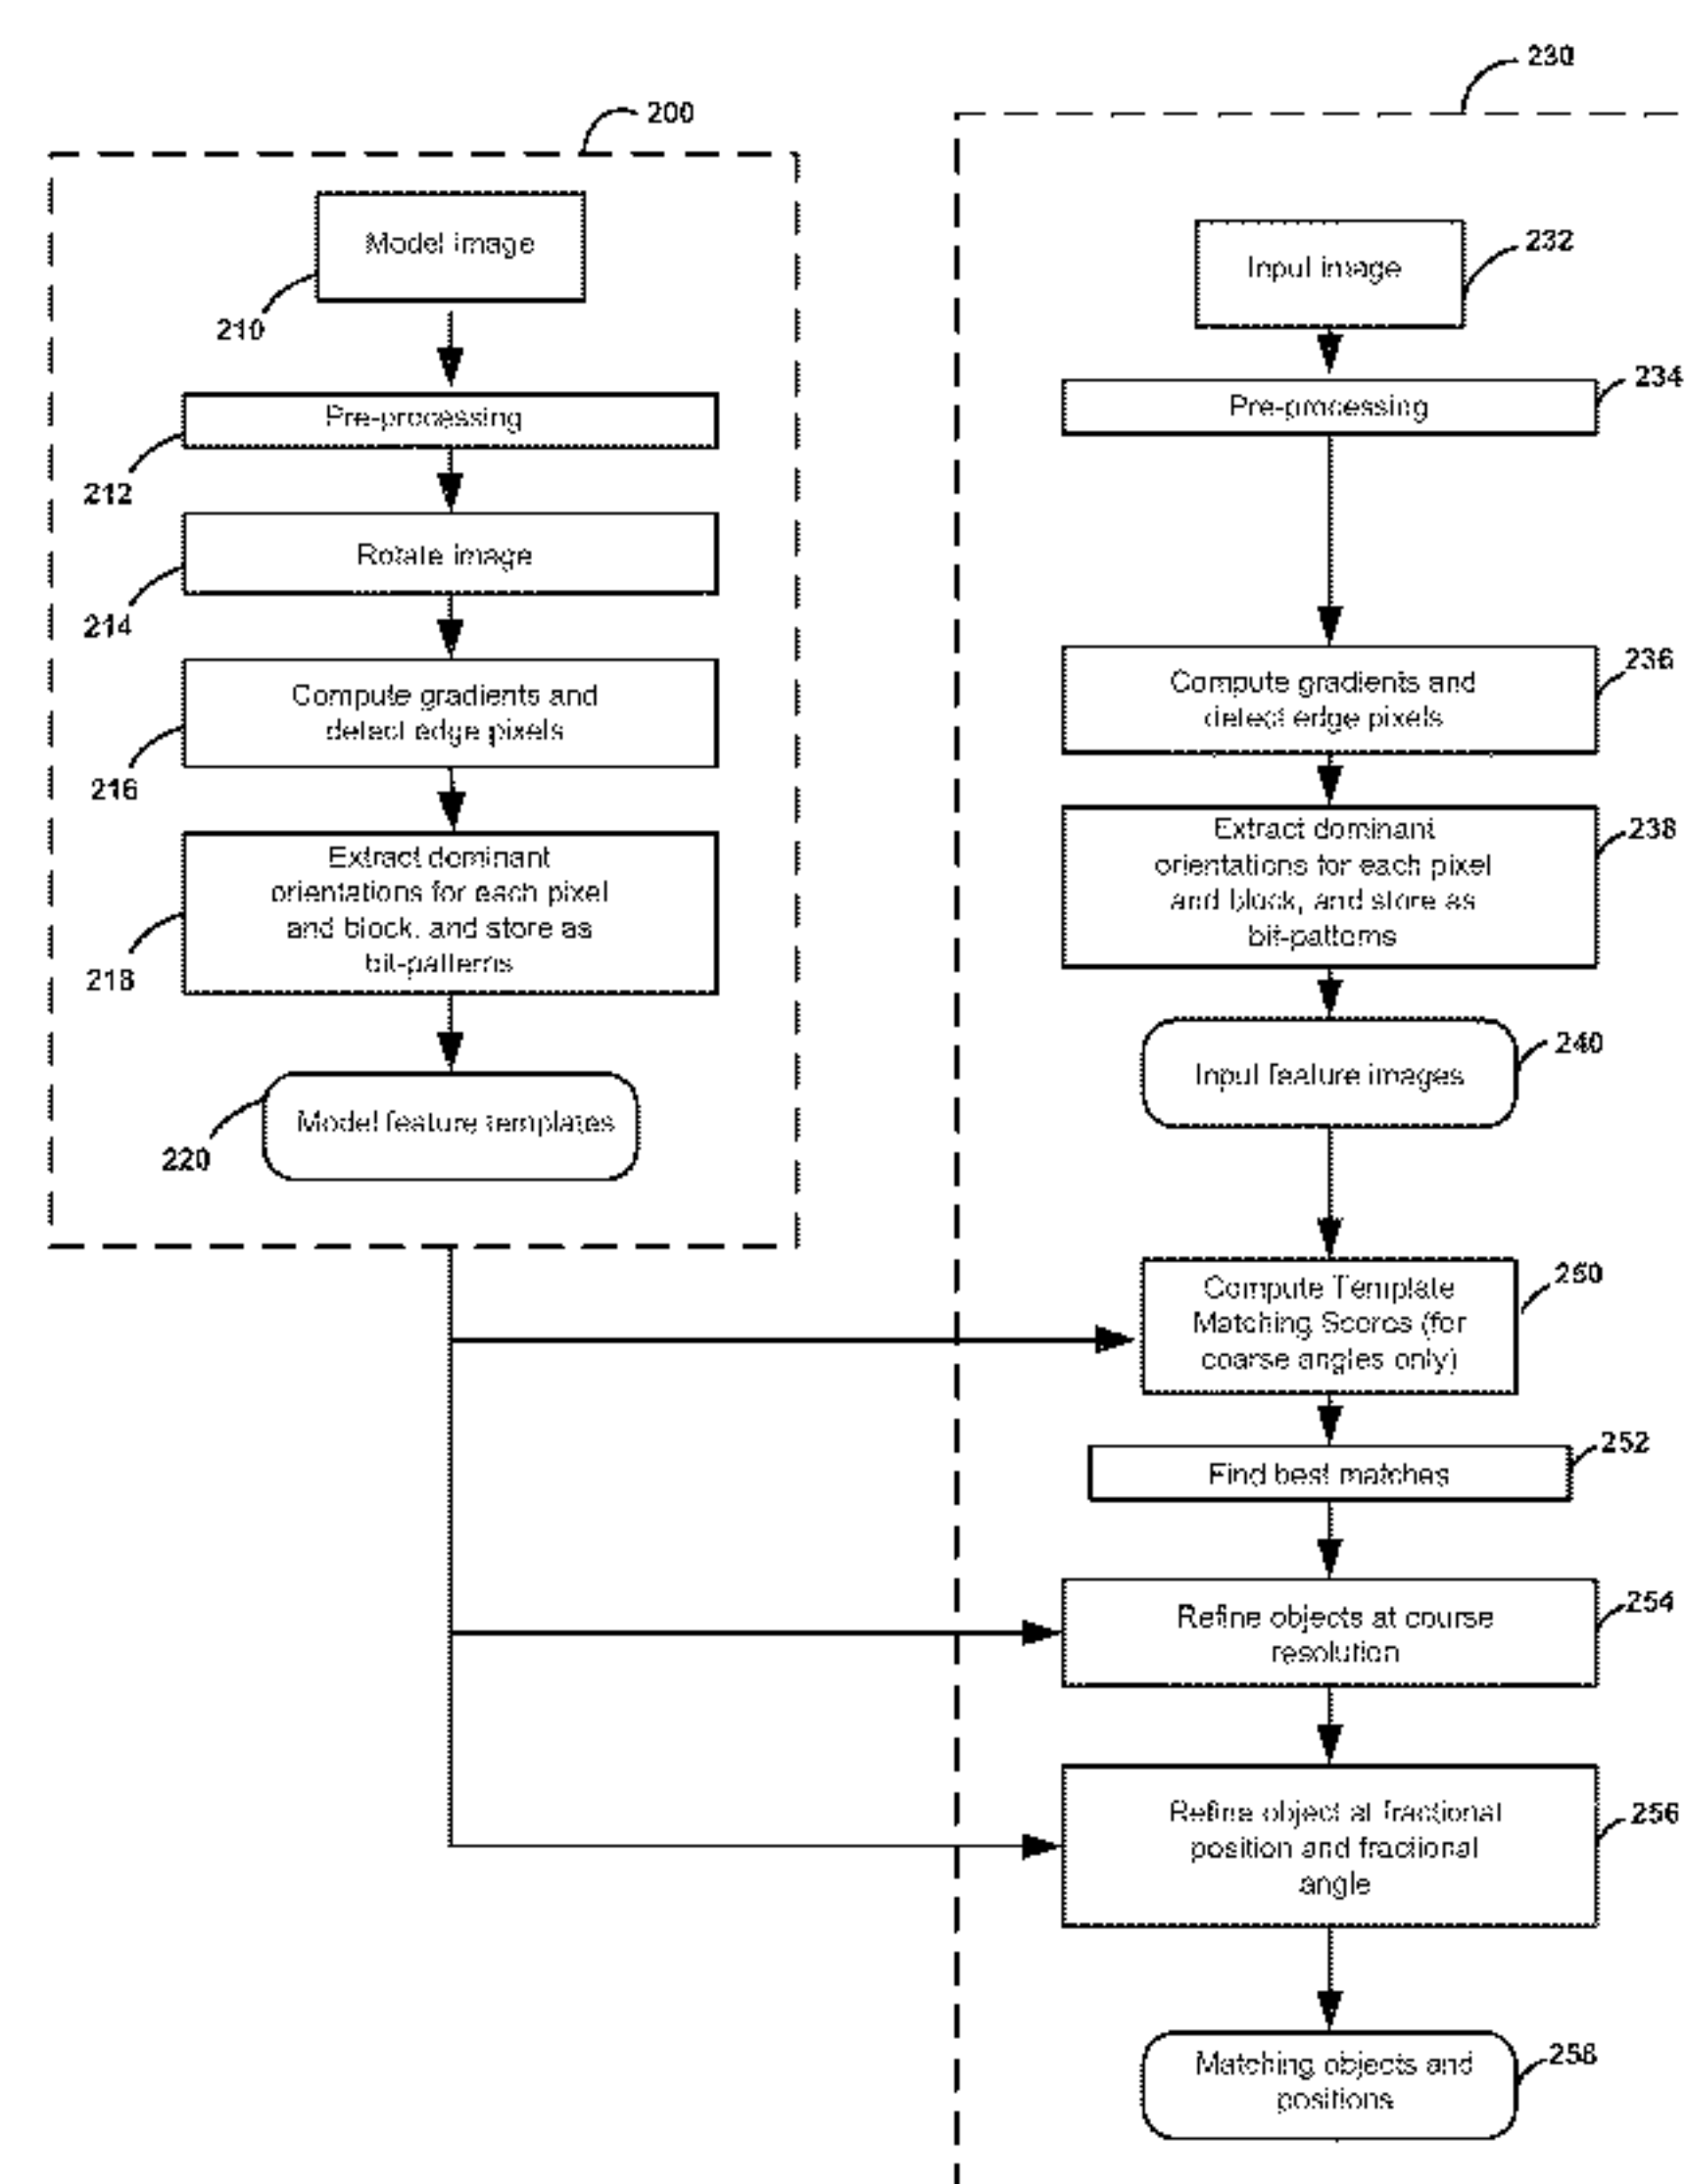 200
Model image
210
Pre-processing
212
Rotate image
214
Compute gradients and
detect edge pixels
216
Extract dominant
orientations for each pixel
and block, and store as
bit-patterns
218
Model feature templates
220
230
Input image
232
Pre-processing
234
Compute gradients and
detect edge pixels
236
Extract dominant
orientations for each pixel
and block, and store as
bit-patterns
238
Input feature images
240
Compute Template
Matching Scores (for
coarse angles only)
250
Find best matches
252
Refine objects at course
resolution
254
Refine object at fractional
position and fractional
angle
256
Matching objects and
positions
258